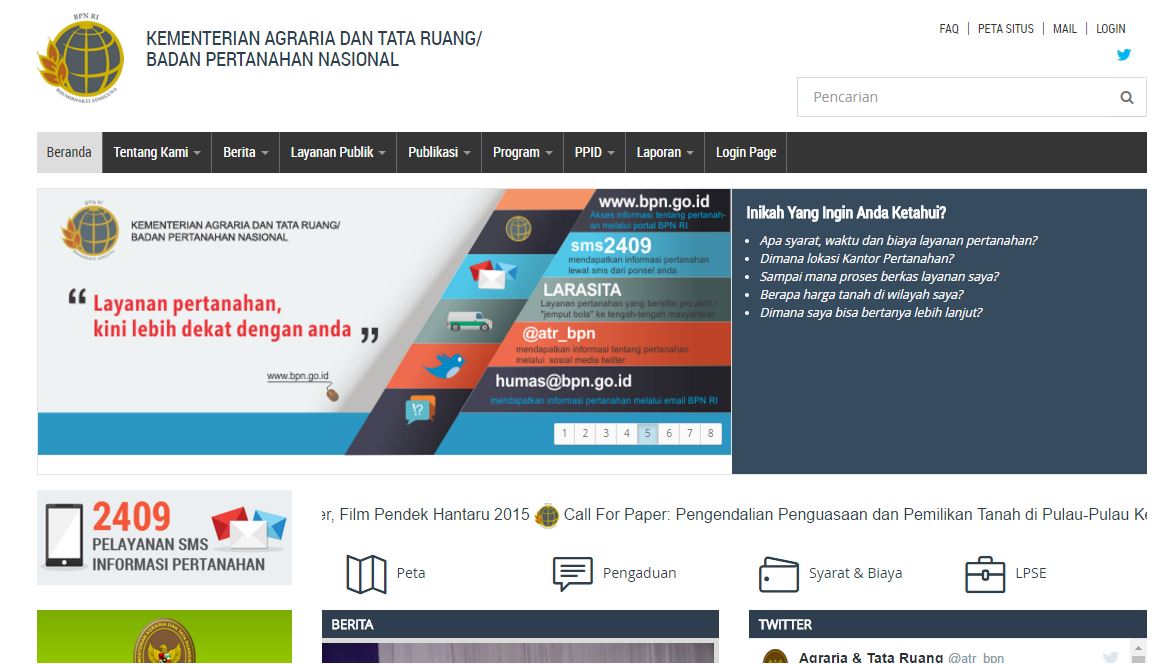 BPN RI
BHUMIBHAKTI ADHIGUNA
KEMENTERIAN AGRARIA DAN TATA RUANG/
BADAN PERTANAHAN NASIONAL
FAQ | PETA SITUS | MAIL | LOGIN
Pencarian
Beranda Tentang Kami Berita Layanan Publik Publikasi Program PPID Laporan Login Page
BPN RI
KEMENTERIAN AGRARIA DAN TATA RUANG/
BADAN PERTANAHAN NASIONAL
“ Layanan pertanahan,
kini lebih dekat dengan anda ”
www.bpn.go.id
www.bpn.go.id
Akses informasi tentang pertanah-
an melalui portal BPN RI
sms2409
mendapatkan informasi pertanahan
lewat sms dari ponsel anda
LARASITA
Layanan pertanahan yang bersifat pro aktif /
"jemput bola" ke tengah-tengah masyarakat
@atr_bpn
mendapatkan informasi tentang pertanahan
melalui sosial media twitter
humas@bpn.go.id
mendapatkan informasi pertanahan melalui email BPN RI
!?
1 2 3 4 5 6 7 8
Inikah Yang Ingin Anda Ketahui?
• Apa syarat, waktu dan biaya layanan pertanahan?
• Dimana lokasi Kantor Pertanahan?
• Sampai mana proses berkas layanan saya?
• Berapa harga tanah di wilayah saya?
• Dimana saya bisa bertanya lebih lanjut?
2409
PELAYANAN SMS
INFORMASI PERTANAHAN
er, Film Pendek Hantaru 2015 Call For Paper: Pengendalian Penguasaan dan Pemilikan Tanah di Pulau-Pulau Ke
Peta
Pengaduan
Syarat & Biaya
LPSE
BERITA
TWITTER
Agraria & Tata Ruang @atr_bpn